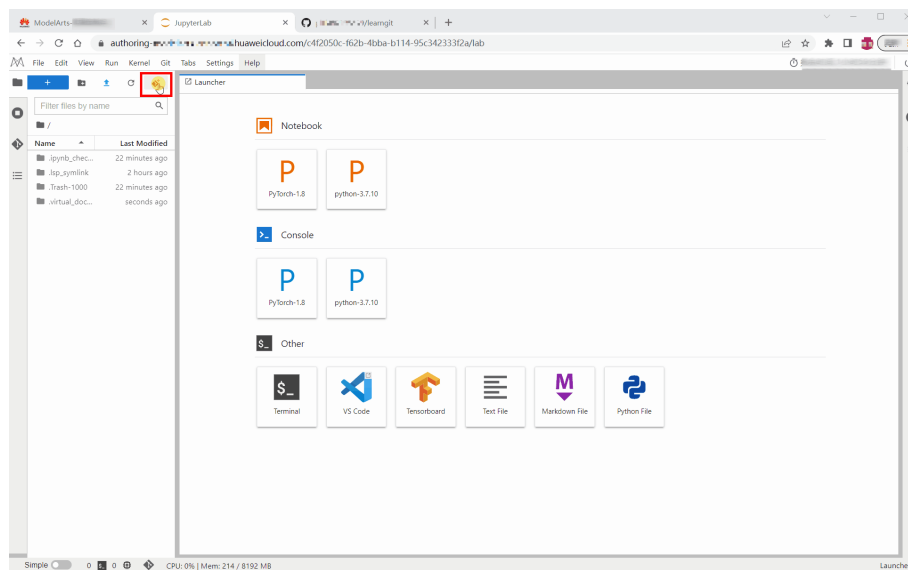 ModelArts-
JupyterLab
/learngit
huaweicloud.com/c4f2050c-f62b-4bba-b114-95c342333f2a/lab
authoring-
File Edit View Run Kernel Git Tabs Settings Help
Launcher
Filter files by name
/
Name Last Modified
.ipynb_chec... 22 minutes ago
.lsp_symlink 2 hours ago
.Trash-1000 22 minutes ago
.virtual_doc... seconds ago
Notebook
P P
PyTorch-1.8 python-3.7.10
Console
P P
PyTorch-1.8 python-3.7.10
$_ Other
$_ M
Terminal VS Code Tensorboard Text File Markdown File Python File
Simple 0 $_ 0 CPU: 0% | Mem: 214 / 8192 MB Launche